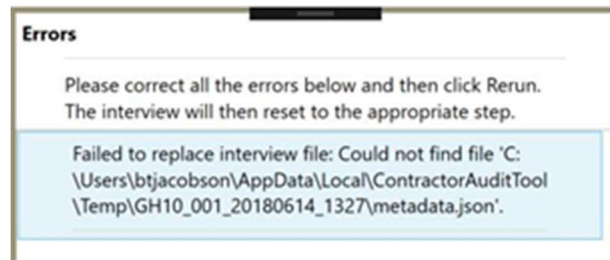 Errors
Please correct all the errors below and then click Rerun.
The interview will then reset to the appropriate step.
Failed to replace interview file: Could not find file 'C:
\Users\btjacobson\AppData\Local\ContractorAuditTool
\Temp\GH10_001_20180614_1327\metadata.json'.